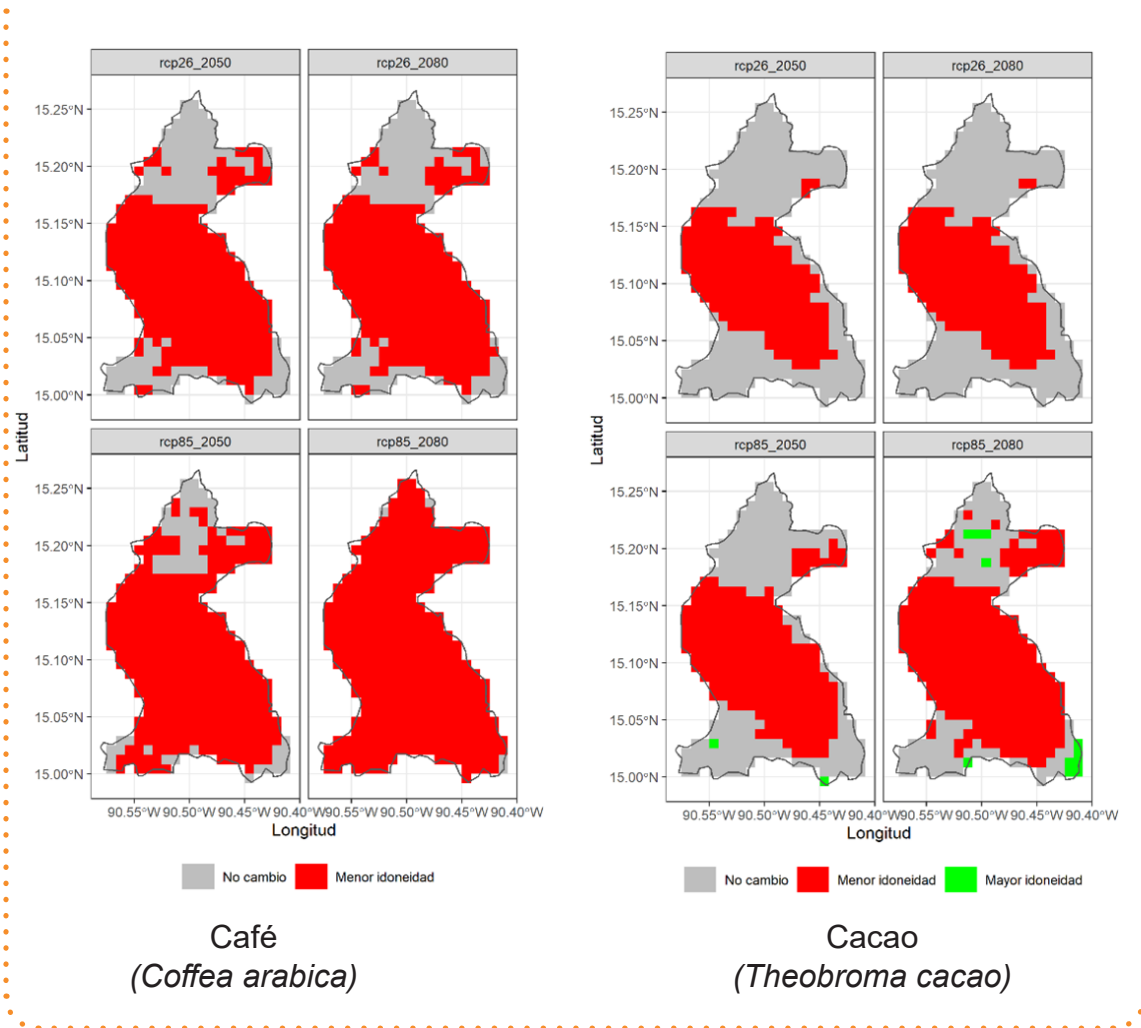 rcp26_2050 rcp26_2080
15.25°N
15.20°N
15.15°N
15.10°N
15.05°N
15.00°N
rcp85_2050 rcp85_2080
15.25°N
15.20°N
15.15°N
15.10°N
15.05°N
15.00°N
Latitud
90.55°W 90.50°W 90.45°W 90.40°W 90.55°W 90.50°W 90.45°W 90.40°W
Longitud
No cambio Menor idoneidad
Café
(Coffea arabica)
rcp26_2050 rcp26_2080
15.25°N
15.20°N
15.15°N
15.10°N
15.05°N
15.00°N
rcp85_2050 rcp85_2080
15.25°N
15.20°N
15.15°N
15.10°N
15.05°N
15.00°N
Latitud
90.55°W 90.50°W 90.45°W 90.40°W 90.55°W 90.50°W 90.45°W 90.40°W
Longitud
No cambio Menor idoneidad Mayor idoneidad
Cacao
(Theobroma cacao)